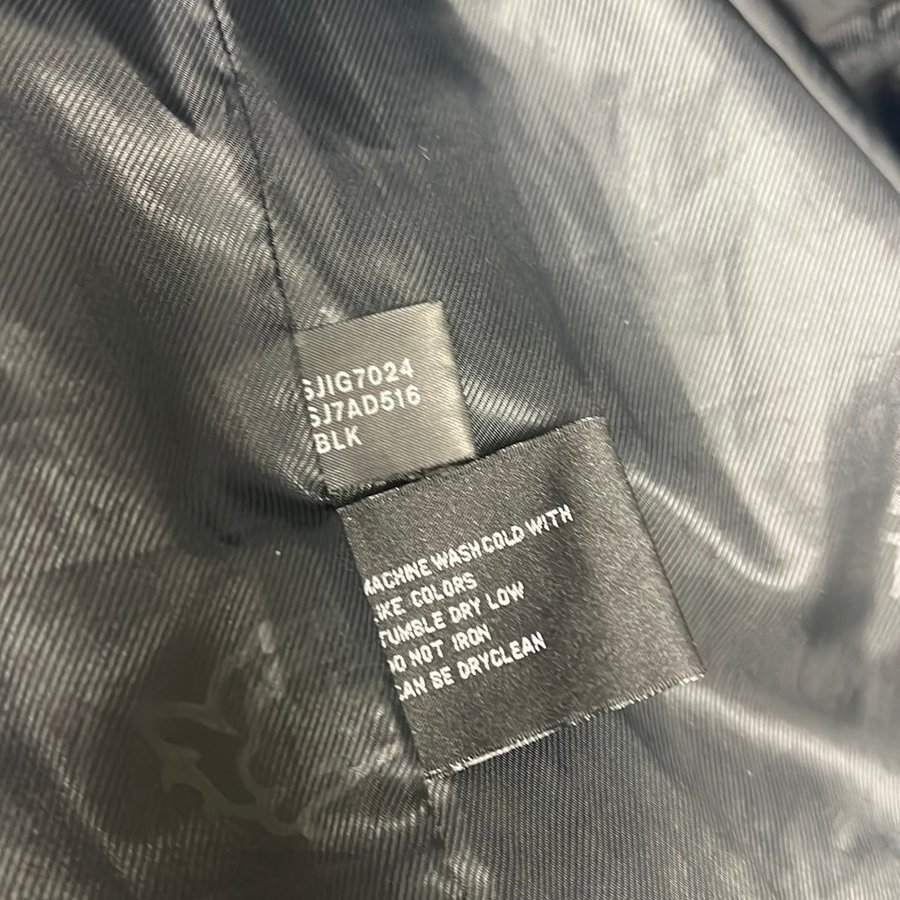 SJIG7024
SJ7AD516
BLK
MACHINE WASH COLD WITH
LIKE COLORS
TUMBLE DRY LOW
DO NOT IRON
CAN BE DRYCLEAN